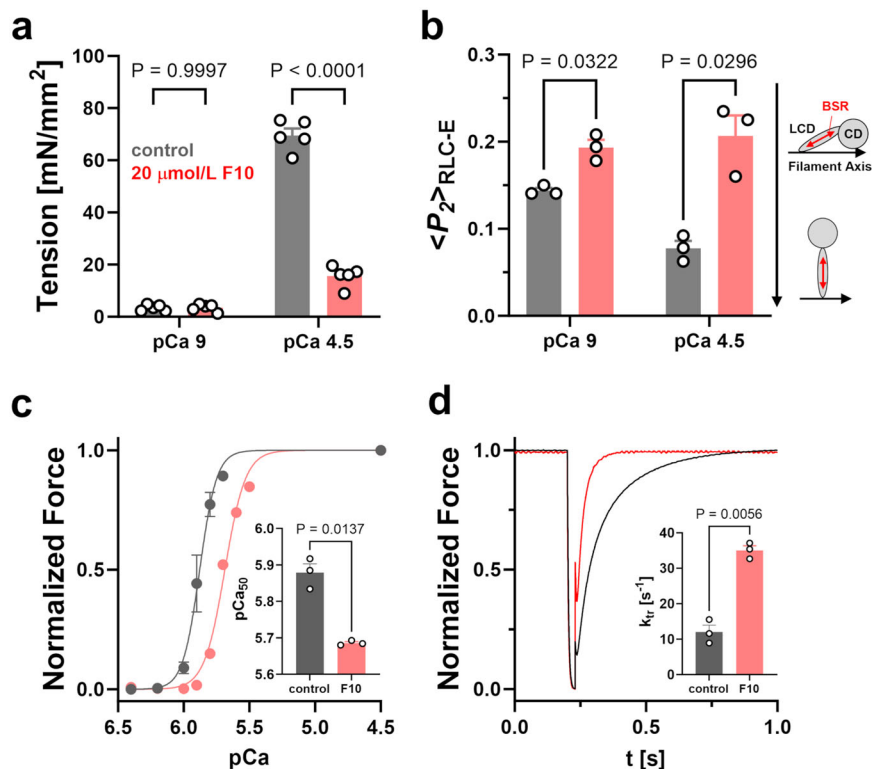 a
Tension [mN/mm²]
100
80
60
40
20
0
P = 0.9997
P < 0.0001
control
20 μmol/L F10
pCa 9
pCa 4.5
b
<P₂>RLC-E
0.3
0.2
0.1
0.0
P = 0.0322
P = 0.0296
pCa 9
pCa 4.5
BSR
LCD
CD
Filament Axis
c
Normalized Force
1.0
0.5
0.0
6.5
6.0
5.5
5.0
4.5
pCa
pCa₅₀
6.0
5.9
5.8
5.7
5.6
P = 0.0137
control
F10
d
Normalized Force
1.0
0.5
0.0
0.0
0.5
1.0
t [s]
kₜᵣ [s⁻¹]
40
30
20
10
0
P = 0.0056
control
F10